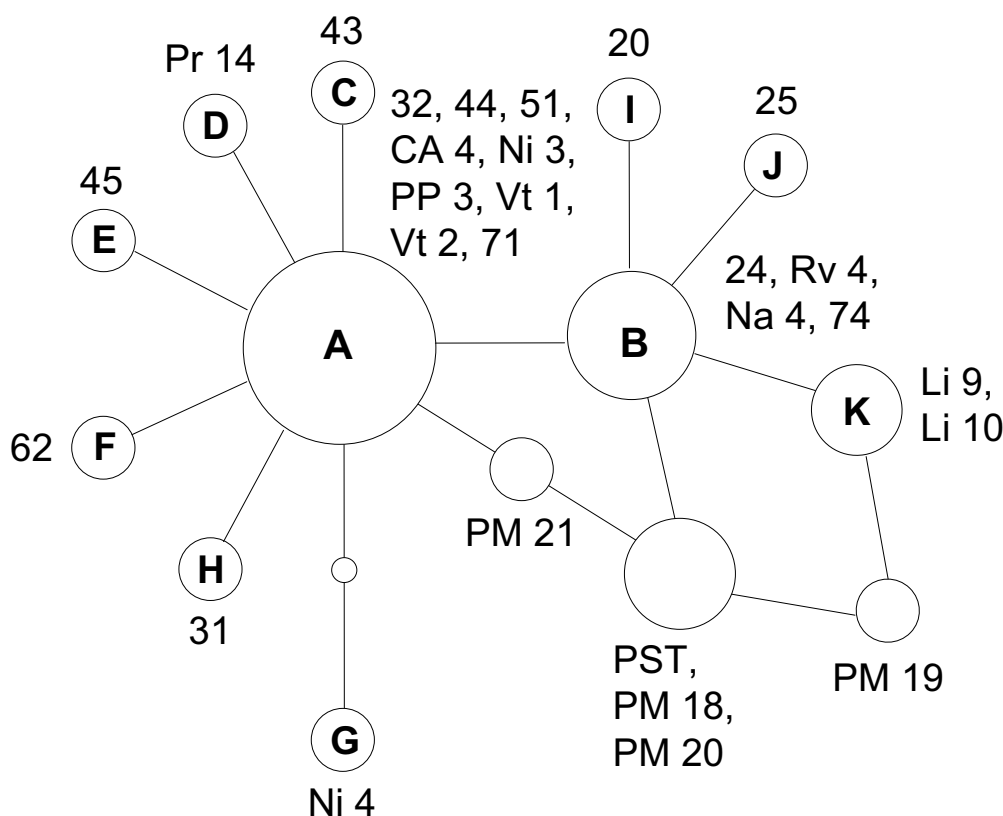 43
Pr 14
C
D
32, 44, 51,
CA 4, Ni 3,
PP 3, Vt 1,
Vt 2, 71
20
I
25
J
45
E
A
B
24, Rv 4,
Na 4, 74
K
Li 9,
Li 10
62
F
PM 21
H
31
PST,
PM 18,
PM 20
PM 19
G
Ni 4